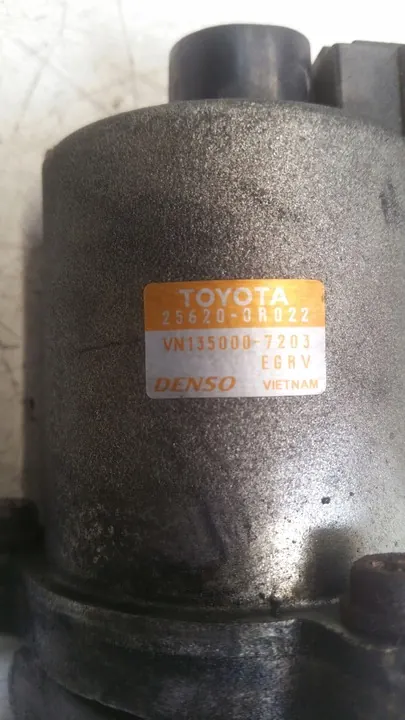 TOYOTA
25620-0R022
VN135000-7203
EGRV
DENSO VIETNAM